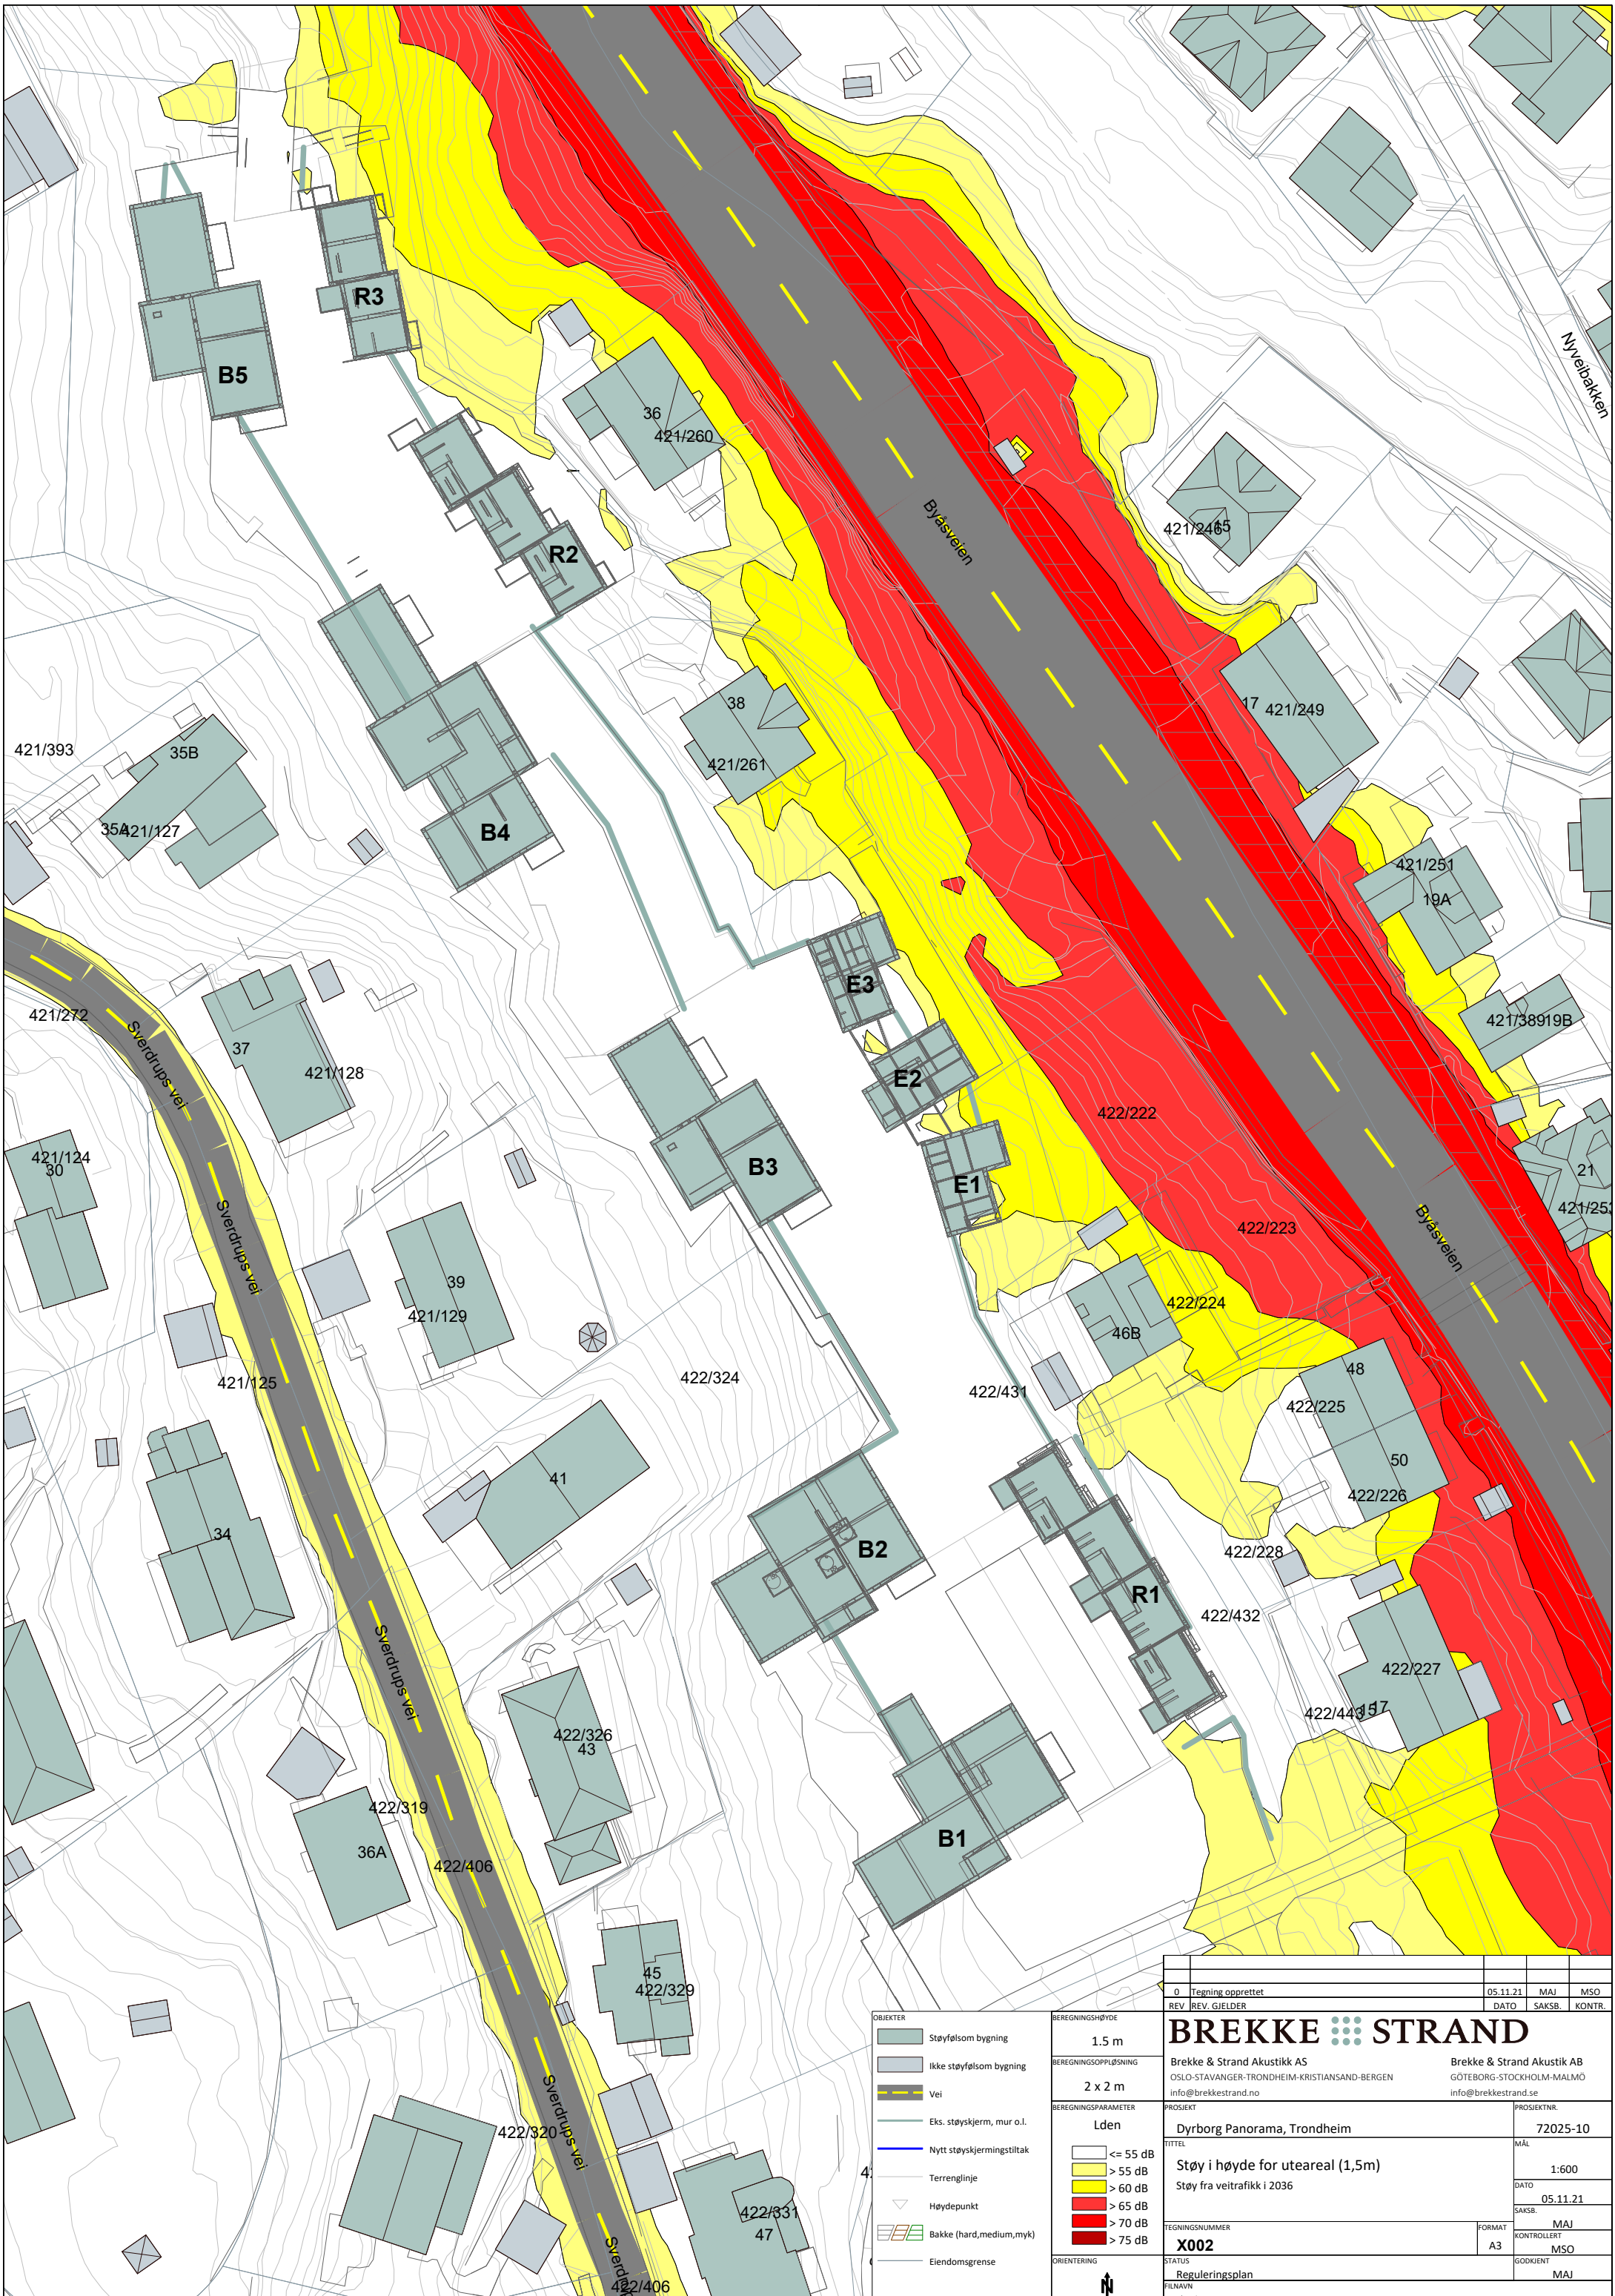 R3
B5
36
421/260
Nyveibakken
Byåsveien
R2
15
38
17
421/249
421/261
421/393
35B
35A
421/127
B4
421/251
19A
E3
421/389
19B
421/272
Sverdrups vei
37
421/128
E2
422/222
421/124
30
B3
E1
21
Sverdrups vei
422/223
Byåsveien
39
421/129
422/224
46B
421/125
422/324
422/431
48
422/225
41
50
422/226
34
B2
422/228
R1
422/432
Sverdrups vei
422/227
422/443
17
422/326
43
422/319
36A
422/406
B1
45
422/329
0 Tegning opprettet 05.11.21 MAJ MSO
REV REV. GJELDER DATO SAKSB. KONTR.
OBJEKTER
Støyfølsom bygning
Ikke støyfølsom bygning
Vei
Eks. støyskjerm, mur o.l.
Nytt støyskjermingstiltak
Terrenglinje
Høydepunkt
Bakke (hard,medium,myk)
Eiendomsgrense
BEREGNINGSHØYDE
1.5 m
BEREGNINGSOPPLØSNING
2 x 2 m
BEREGNINGSPARAMETER
Lden
<= 55 dB
> 55 dB
> 60 dB
> 65 dB
> 70 dB
> 75 dB
ORIENTERING
N
BREKKE STRAND
Brekke & Strand Akustikk AS
OSLO-STAVANGER-TRONDHEIM-KRISTIANSAND-BERGEN
info@brekkestrand.no
Brekke & Strand Akustik AB
GÖTEBORG-STOCKHOLM-MALMÖ
info@brekkestrand.se
PROSJEKT
Dyrborg Panorama, Trondheim
PROSJEKTNR.
72025-10
TITTEL
Støy i høyde for uteareal (1,5m)
Støy fra veitrafikk i 2036
MÅL
1:600
DATO
05.11.21
SAKSB.
MAJ
TEGNINGSNUMMER
X002
FORMAT
A3
KONTROLLERT
MSO
STATUS
Reguleringsplan
GODKJENT
MAJ
FILNAVN
Sverdrups vei
422/320
422/331
47
422/406